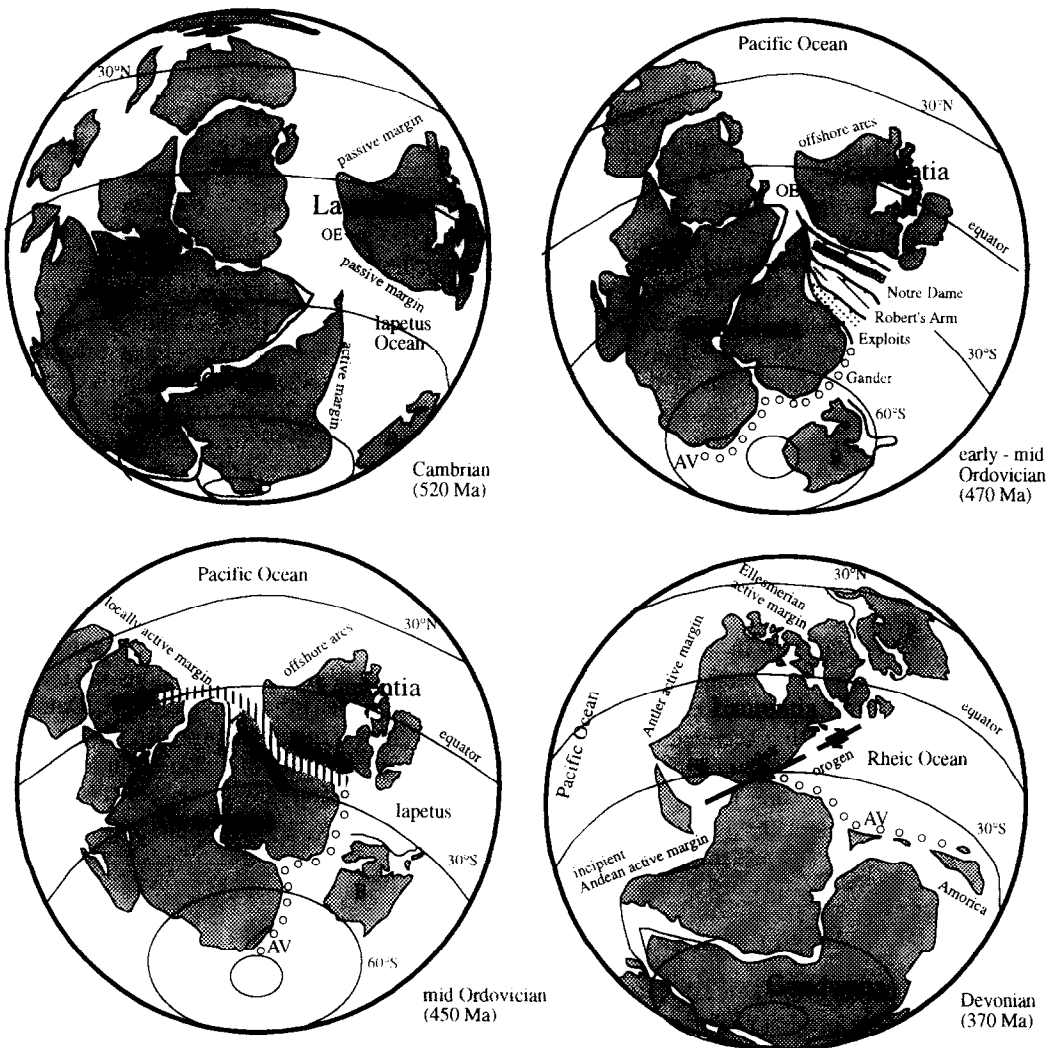 30°N
passive margin
OE
passive margin
Iapetus
Ocean
active margin
Cambrian
(520 Ma)
Pacific Ocean
30°N
offshore arcs
OE
equator
Notre Dame
Robert's Arm
Exploits
30°S
Gander
60°S
AV
early - mid
Ordovician
(470 Ma)
Pacific Ocean
locally active margin
30°N
offshore arcs
equator
Iapetus
30°S
AV
60°S
mid Ordovician
(450 Ma)
Ellesmerian
active margin
30°N
Antler active margin
Pacific Ocean
equator
Rheic Ocean
orogen
AV
30°S
incipient
Andean active margin
Amorica
Devonian
(370 Ma)